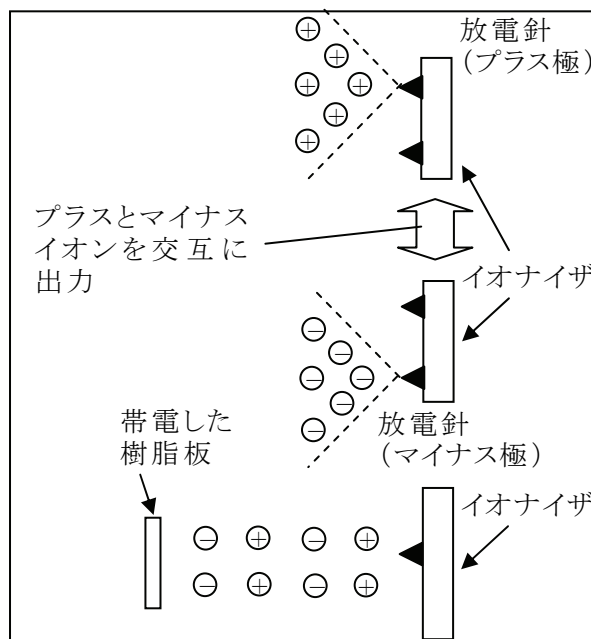 放電針
(プラス極)
プラスとマイナス
イオンを交互に
出力
イオナイザ
帯電した
樹脂板
放電針
(マイナス極)
イオナイザ